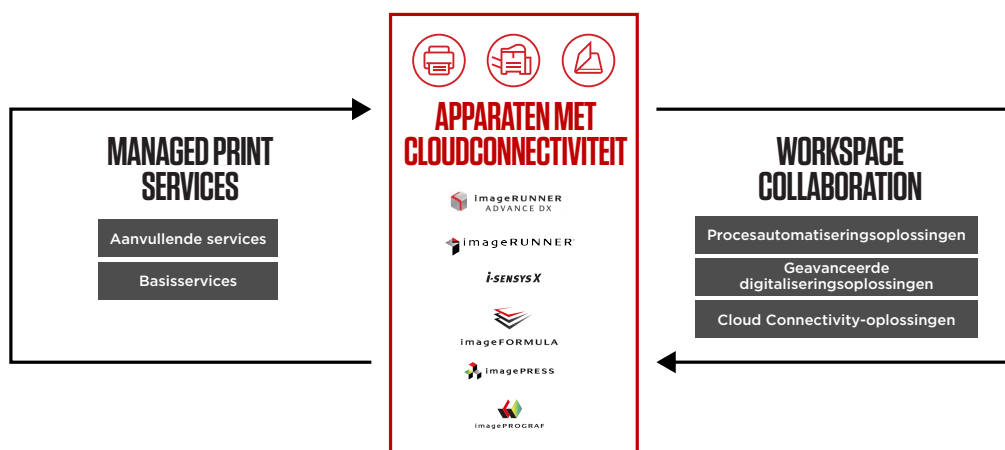 MANAGED PRINT
SERVICES
Aanvullende services
Basisservices
APPARATEN MET
CLOUDCONNECTIVITEIT
imageRUNNER
ADVANCE DX
imageRUNNER
i-SENSYS X
imageFORMULA
imagePRESS
imagePROGRAF
WORKSPACE
COLLABORATION
Procesautomatiseringsoplossingen
Geavanceerde
digitaliseringsoplossingen
Cloud Connectivity-oplossingen